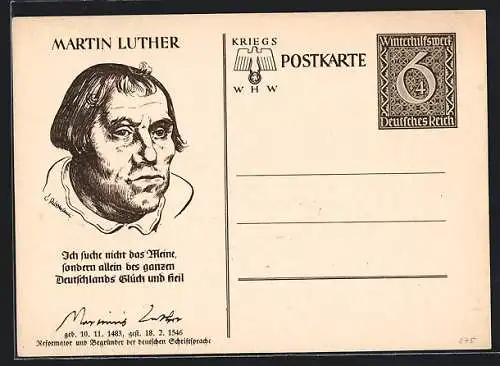 MARTIN LUTHER
Ich suche nicht das Meine,
sondern allein des ganzen
Deutschlands Glück und Heil
Martinus Luther
geb. 10. 11. 1483, gest. 18. 2. 1546
Reformator und Begründer der deutschen Schriftsprache
KRIEGS
POSTKARTE
WHW
Winterhilfswerk
6
4
Deutsches Reich